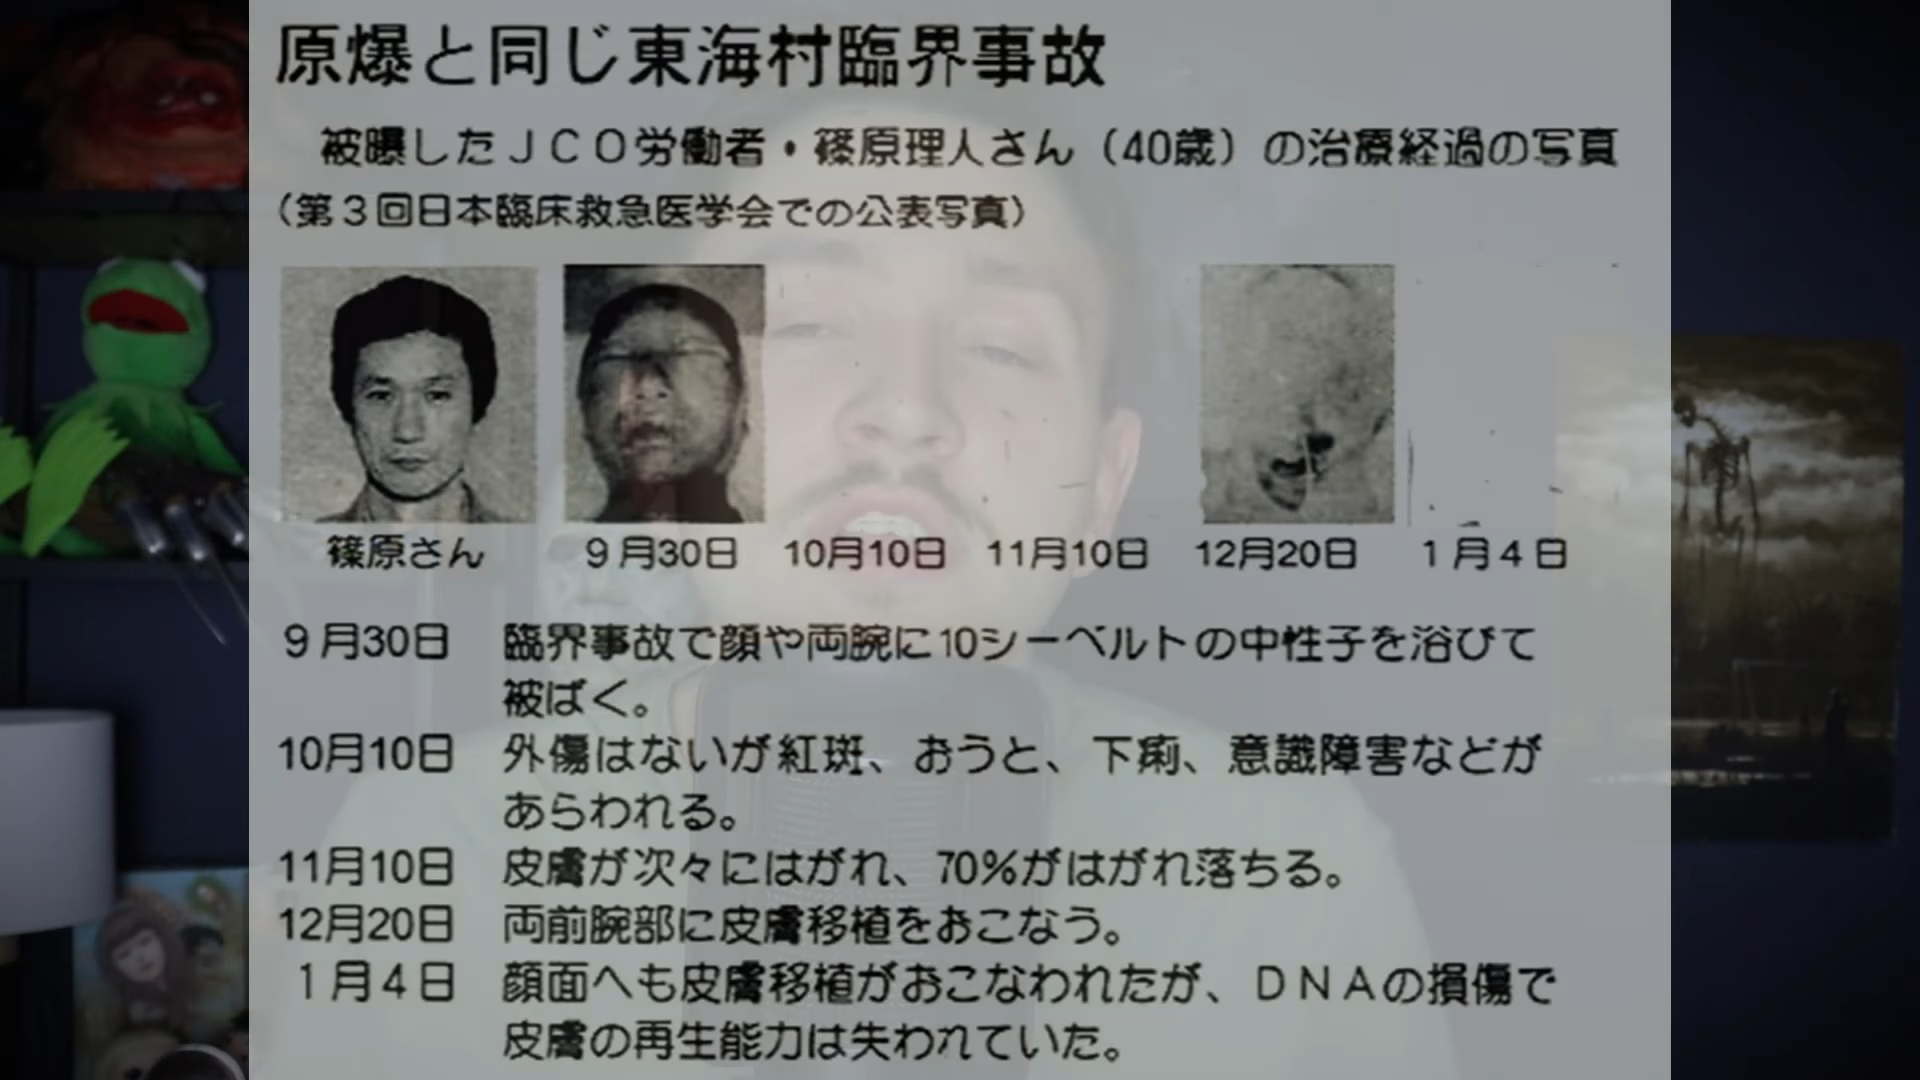 原爆と同じ東海村臨界事故
被曝したＪＣＯ労働者・篠原理人さん（40歳）の治療経過の写真
（第３回日本臨床救急医学会での公表写真）
篠原さん　９月30日　10月10日　11月10日　12月20日　１月４日
９月30日　臨界事故で顔や両腕に10シーベルトの中性子を浴びて
被ばく。
10月10日　外傷はないが紅斑、おうと、下痢、意識障害などが
あらわれる。
11月10日　皮膚が次々にはがれ、70％がはがれ落ちる。
12月20日　両前腕部に皮膚移植をおこなう。
１月４日　顔面へも皮膚移植がおこなわれたが、ＤＮＡの損傷で
皮膚の再生能力は失われていた。